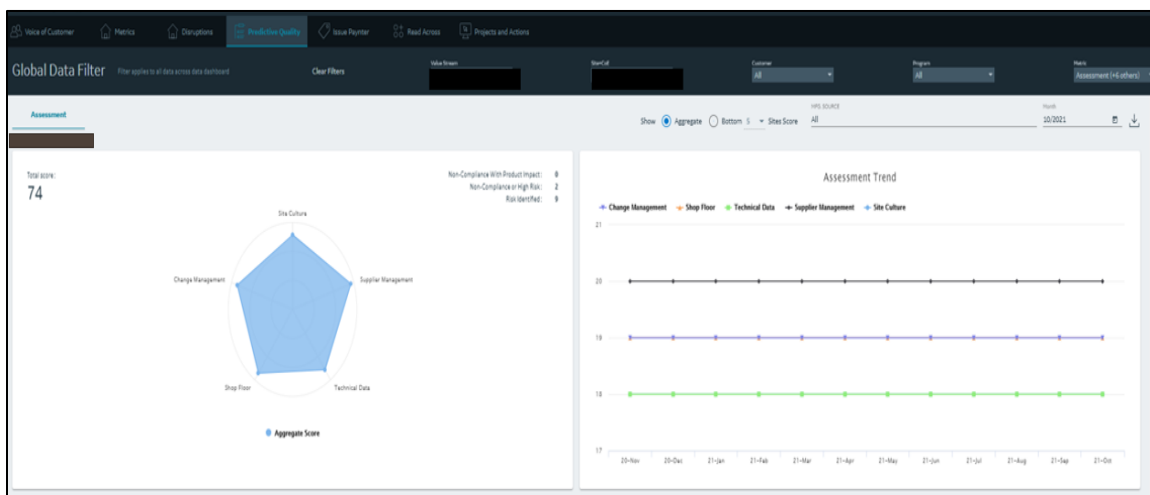 Voice of Customer Metrics Disruptions Predictive Quality Issue Paynter Read Across Projects and Actions
Global Data Filter Filter applies to all data across data dashboard Clear Filters
Value Stream
Site+Cell
Customer
All
Program
All
Metric
Assessment (+6 others)
Assessment
Show Aggregate Bottom 5 Sites Score
MFG SOURCE
All
Month
10/2021
Total score:
74
Non-Compliance With Product Impact: 0
Non-Compliance or High Risk: 2
Risk Identified: 9
Site Culture
Change Management
Supplier Management
Shop Floor
Technical Data
Aggregate Score
Assessment Trend
Change Management Shop Floor Technical Data Supplier Management Site Culture
21
20
19
18
17
20-Nov 20-Dec 21-Jan 21-Feb 21-Mar 21-Apr 21-May 21-Jun 21-Jul 21-Aug 21-Sep 21-Oct